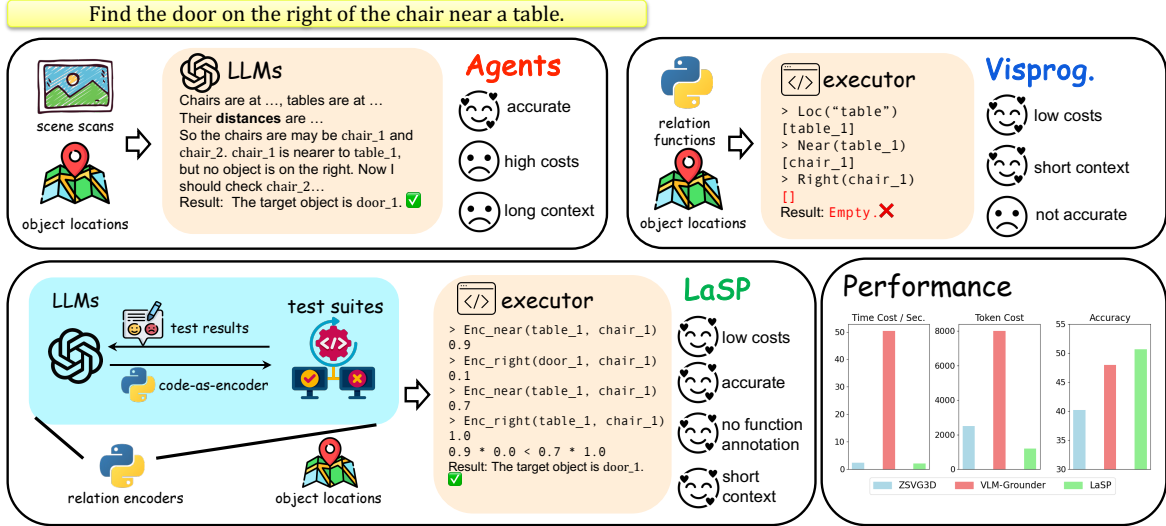 Find the door on the right of the chair near a table.
scene scans
object locations
LLMs
Chairs are at …, tables are at …
Their distances are …
So the chairs are may be chair_1 and
chair_2. chair_1 is nearer to table_1,
but no object is on the right. Now I
should check chair_2…
Result: The target object is door_1.
Agents
accurate
high costs
long context
relation
functions
object locations
</> executor
> Loc("table")
[table_1]
> Near(table_1)
[chair_1]
> Right(chair_1)
[]
Result: Empty.
Visprog.
low costs
short context
not accurate
LLMs
test suites
test results
code-as-encoder
</>
relation encoders
object locations
</> executor
> Enc_near(table_1, chair_1)
0.9
> Enc_right(door_1, chair_1)
0.1
> Enc_near(table_1, chair_1)
0.7
> Enc_right(table_1, chair_1)
1.0
0.9 * 0.0 < 0.7 * 1.0
Result: The target object is door_1.
LaSP
low costs
accurate
no function
annotation
short
context
Performance
Time Cost / Sec.
50
40
30
20
10
0
Token Cost
8000
6000
4000
2000
0
Accuracy
55
50
45
40
35
30
ZSVG3D
VLM-Grounder
LaSP